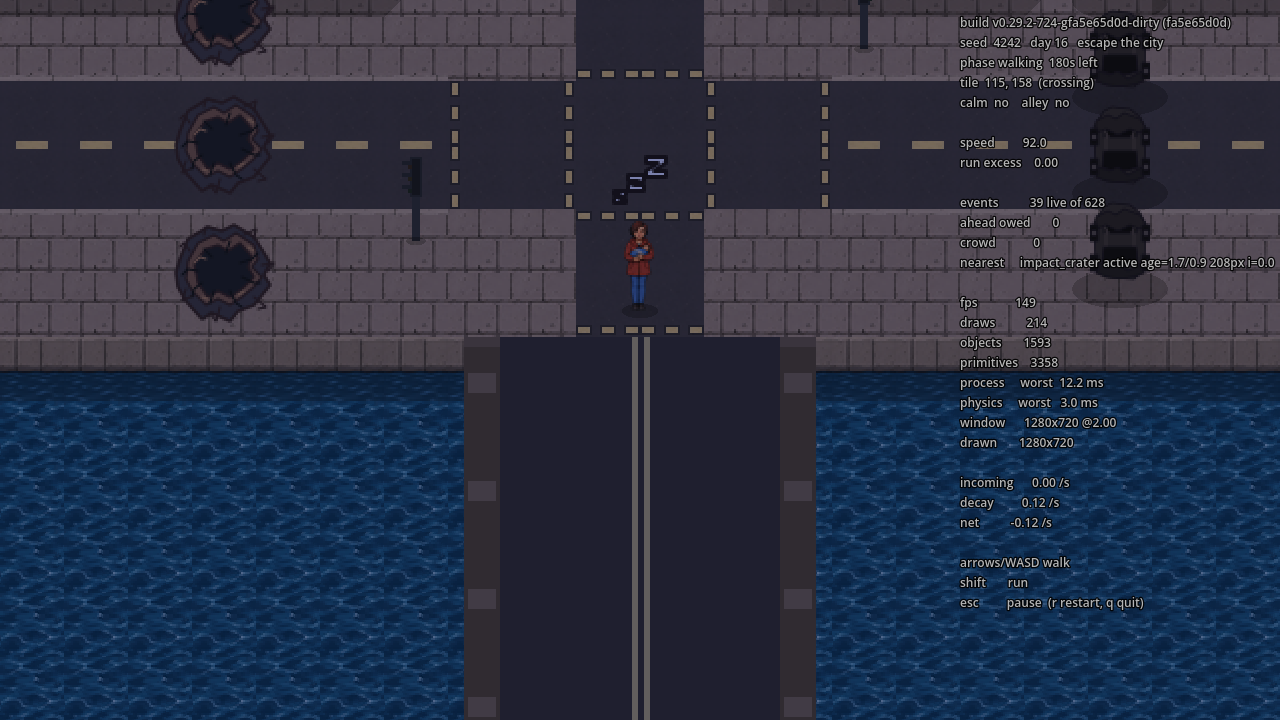 build v0.29.2-724-gfa5e65d0d-dirty (fa5e65d0d)
seed 4242 day 16 escape the city
phase walking 180s left
tile 115, 158 (crossing)
calm no alley no
speed 92.0
run excess 0.00
events 39 live of 628
ahead owed 0
crowd 0
nearest impact_crater active age=1.7/0.9 208px i=0.0
fps 149
draws 214
objects 1593
primitives 3358
process worst 12.2 ms
physics worst 3.0 ms
window 1280x720 @2.00
drawn 1280x720
incoming 0.00 /s
decay 0.12 /s
net -0.12 /s
arrows/WASD walk
shift run
esc pause (r restart, q quit)